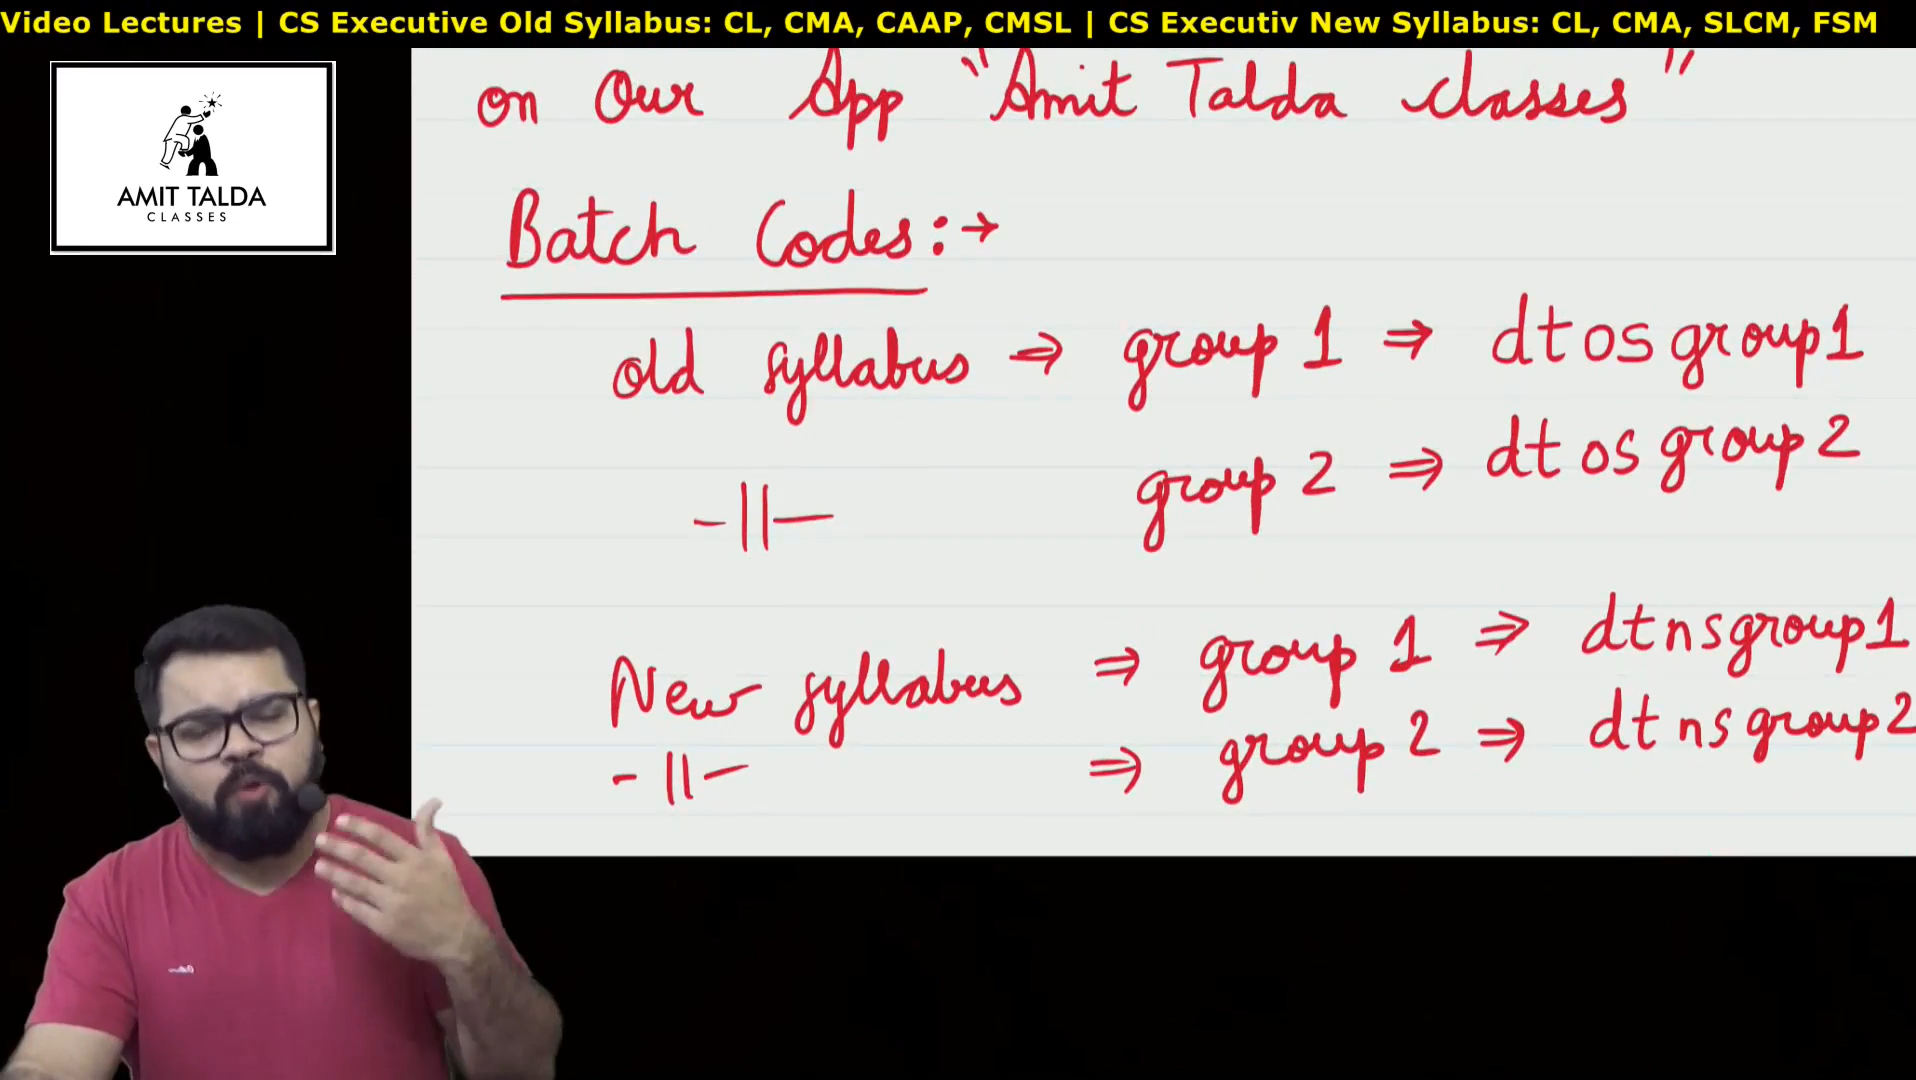 Video Lectures | CS Executive Old Syllabus: CL, CMA, CAAP, CMSL | CS Executiv New Syllabus: CL, CMA, SLCM, FSM
AMIT TALDA
CLASSES
on Our App "Amit Talda classes"
Batch Codes:→
old syllabus ⇒ group 1 ⇒ dtosgroup1
-||- group 2 ⇒ dtosgroup2
New syllabus ⇒ group 1 ⇒ dtnsgroup1
-||- ⇒ group 2 ⇒ dtnsgroup2